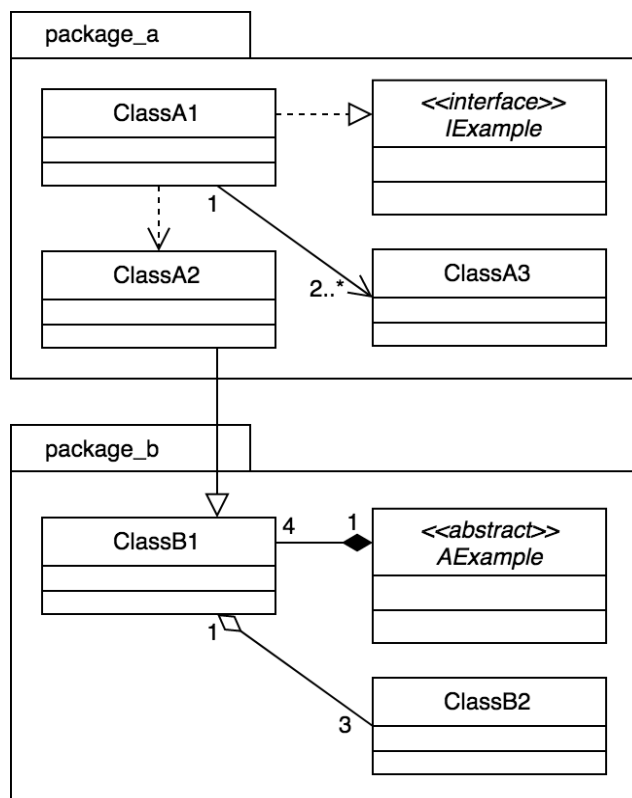 package_a
ClassA1
<<interface>>
IExample
1
ClassA2
ClassA3
2..*
package_b
ClassB1
4
1
<<abstract>>
AExample
1
ClassB2
3